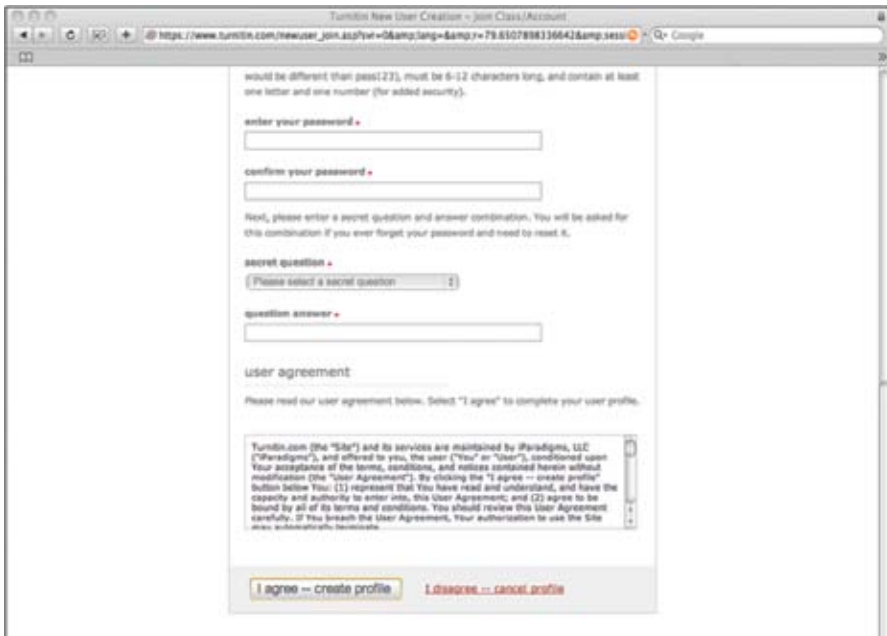 Turnitin New User Creation – Join Class/Account
https://www.turnitin.com/newuser_join.asp?svr=0&amp;lang=&amp;r=79.6507898336642&amp;sessi
Google
would be different than pass123), must be 6-12 characters long, and contain at least
one letter and one number (for added security).
enter your password
confirm your password
Next, please enter a secret question and answer combination. You will be asked for
this combination if you ever forget your password and need to reset it.
secret question
Please select a secret question
question answer
user agreement
Please read our user agreement below. Select "I agree" to complete your user profile.
Turnitin.com (the "Site") and its services are maintained by iParadigms, LLC
("iParadigms"), and offered to you, the user ("You" or "User"), conditioned upon
Your acceptance of the terms, conditions, and notices contained herein without
modification (the "User Agreement"). By clicking the "I agree -- create profile"
button below You: (1) represent that You have read and understand, and have the
capacity and authority to enter into, this User Agreement; and (2) agree to be
bound by all of its terms and conditions. You should review this User Agreement
carefully. If You breach the User Agreement, Your authorization to use the Site
may automatically terminate
I agree -- create profile
I disagree -- cancel profile